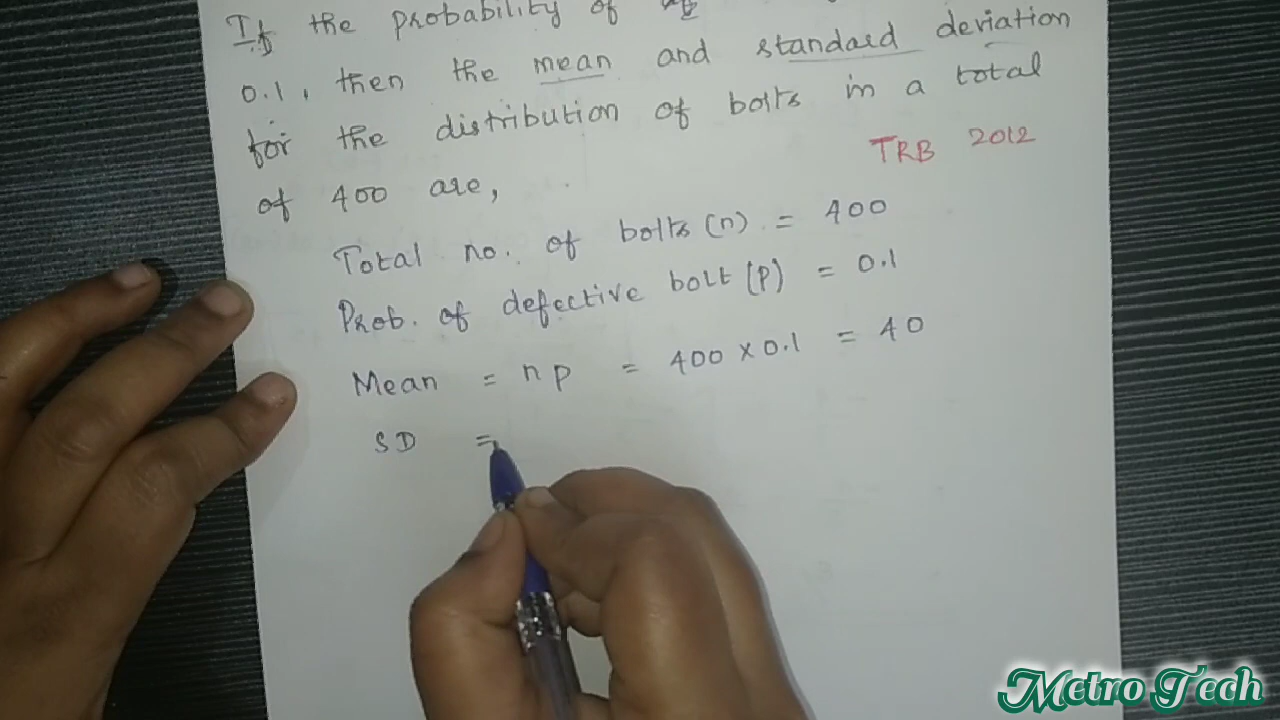 If the probability of
0.1, then the mean and standard deviation
for the distribution of bolts in a total
of 400 are,
TRB 2012
Total no. of bolts (n) = 400
Prob. of defective bolt (p) = 0.1
Mean = np = 400 × 0.1 = 40
SD =
Metro Tech